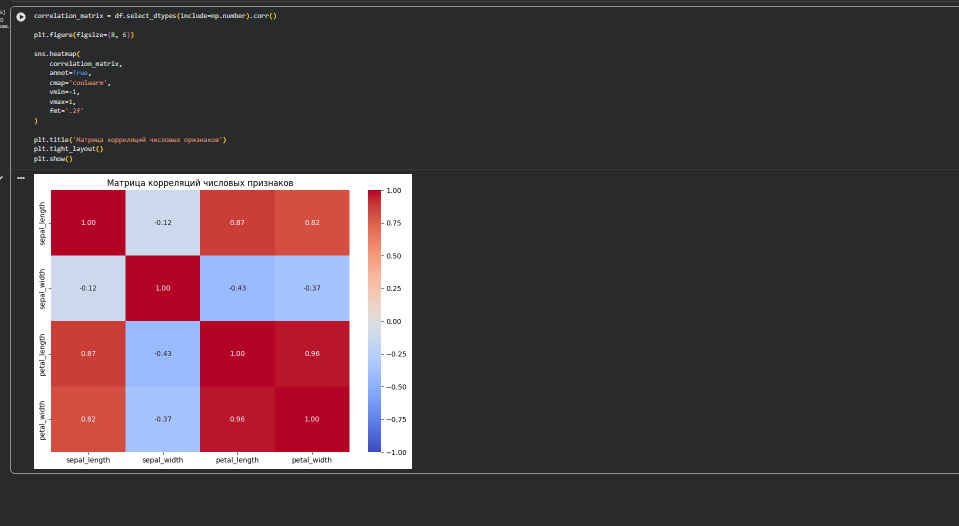 correlation_matrix = df.select_dtypes(include=np.number).corr()
plt.figure(figsize=(8, 6))
sns.heatmap(
correlation_matrix,
annot=True,
cmap='coolwarm',
vmin=-1,
vmax=1,
fmt='.2f'
)
plt.title('Матрица корреляций числовых признаков')
plt.tight_layout()
plt.show()
Матрица корреляций числовых признаков
sepal_length
1.00 -0.12 0.87 0.82
sepal_width
-0.12 1.00 -0.43 -0.37
petal_length
0.87 -0.43 1.00 0.96
petal_width
0.82 -0.37 0.96 1.00
sepal_length sepal_width petal_length petal_width
1.00
0.75
0.50
0.25
0.00
−0.25
−0.50
−0.75
−1.00